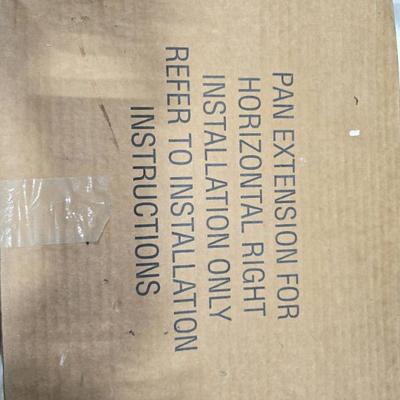 PAN EXTENSION FOR
HORIZONTAL RIGHT
INSTALLATION ONLY
REFER TO INSTALLATION
INSTRUCTIONS